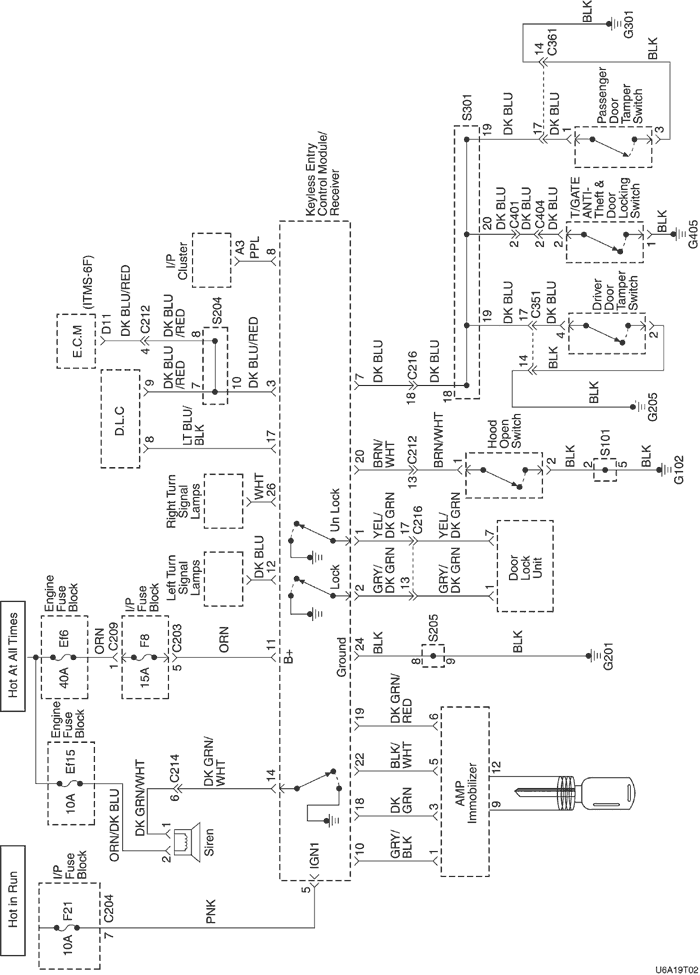 Hot in Run
I/P
Fuse
Block
F21
10A
7
C204
PNK
5
IGN1
Hot At All Times
Engine
Fuse
Block
Ef15
10A
ORN/DK BLU
2
1
Siren
DK GRN/WHT
6
C214
DK GRN/
WHT
14
Engine
Fuse
Block
Ef6
40A
ORN
1
C209
I/P
Fuse
Block
F8
15A
5
C203
ORN
11
B+
Left Turn
Signal
Lamps
DK BLU
12
Right Turn
Signal
Lamps
WHT
26
D.L.C
8
LT BLU/
BLK
17
9
DK BLU
/RED
7
E.C.M
(ITMS-6F)
D11
DK BLU/RED
4
C212
DK BLU
/RED
8
S204
10
DK BLU/RED
3
I/P
Cluster
A3
PPL
8
Keyless Entry
Control Module/
Receiver
Lock
Un Lock
Ground
10
GRY/
BLK
1
18
DK
GRN
3
22
BLK/
WHT
5
19
DK GRN/
RED
6
AMP
Immobilizer
9
12
24
BLK
8
S205
9
BLK
G201
2
GRY/
DK GRN
13
GRY/
DK GRN
1
1
YEL/
DK GRN
17
C216
YEL/
DK GRN
7
Door
Lock
Unit
20
BRN/
WHT
13
C212
BRN/WHT
1
Hood
Open
Switch
2
BLK
2
S101
5
G102
7
DK BLU
18
C216
DK BLU
18
S301
19
DK BLU
17
C351
4
Driver
Door
Tamper
Switch
2
BLK
14
BLK
G205
20
DK BLU
2
C401
DK BLU
2
C404
DK BLU
2
T/GATE
ANTI-
Theft &
Door
Locking
Switch
1
BLK
G405
19
DK BLU
17
DK BLU
1
Passenger
Door
Tamper
Switch
3
BLK
14
C361
BLK
G301
U6A19T02